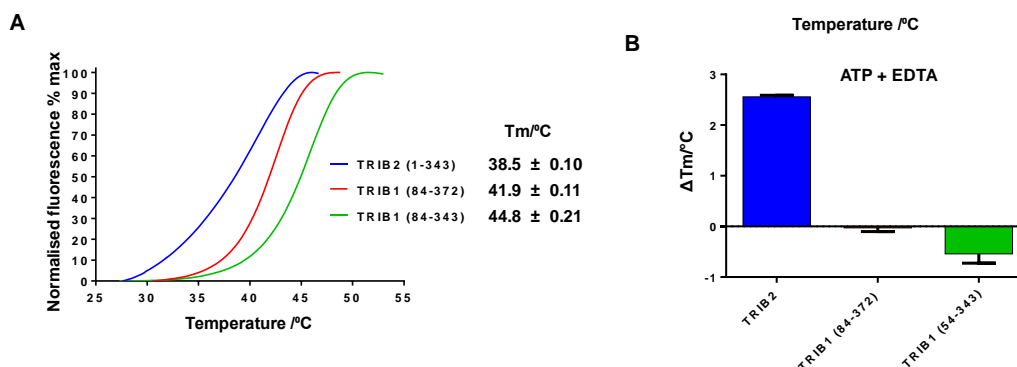 A
Normalised fluorescence % max
100
90
80
70
60
50
40
30
20
10
0
25 30 35 40 45 50 55
Temperature /ºC
Tm/ºC
TRIB2 (1-343) 38.5 ± 0.10
TRIB1 (84-372) 41.9 ± 0.11
TRIB1 (84-343) 44.8 ± 0.21
Temperature /ºC
B
ATP + EDTA
ΔTm/°C
3
2
1
0
-1
TRIB2
TRIB1 (84-372)
TRIB1 (54-343)